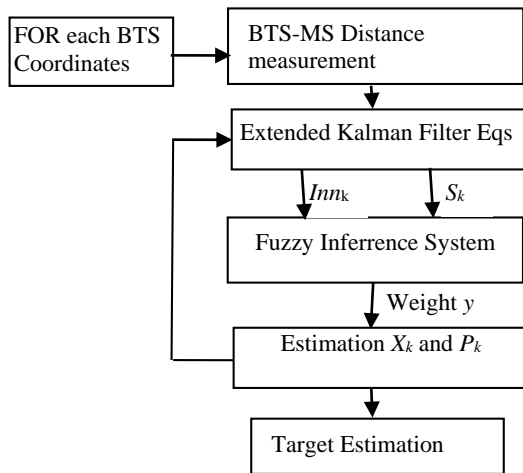 FOR each BTS
Coordinates
BTS-MS Distance
measurement
Extended Kalman Filter Eqs
Innk
Sk
Fuzzy Inferrence System
Weight y
Estimation Xk and Pk
Target Estimation